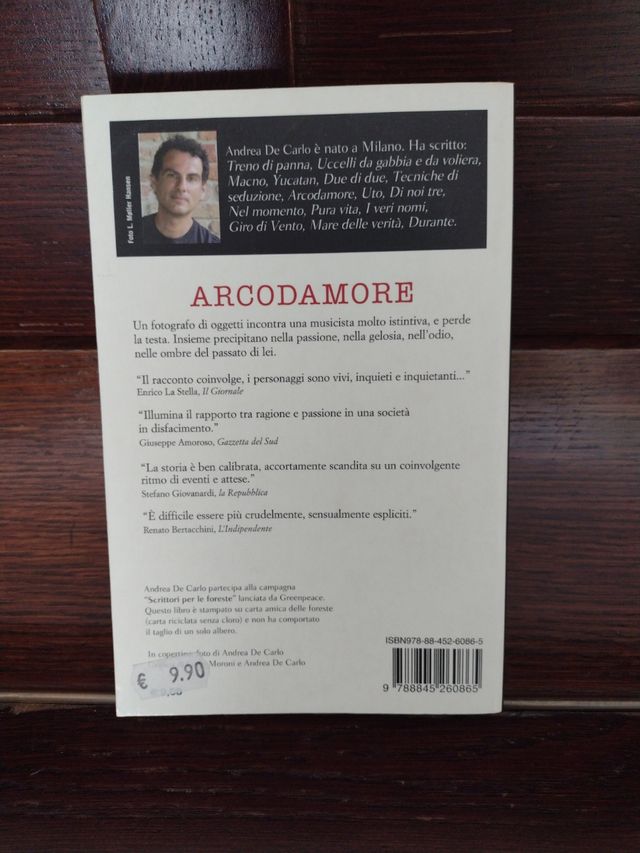 Foto L. Møller Hansen
Andrea De Carlo è nato a Milano. Ha scritto:
Treno di panna, Uccelli da gabbia e da voliera,
Macno, Yucatan, Due di due, Tecniche di
seduzione, Arcodamore, Uto, Di noi tre,
Nel momento, Pura vita, I veri nomi,
Giro di Vento, Mare delle verità, Durante.
ARCODAMORE
Un fotografo di oggetti incontra una musicista molto istintiva, e perde
la testa. Insieme precipitano nella passione, nella gelosia, nell'odio,
nelle ombre del passato di lei.
“Il racconto coinvolge, i personaggi sono vivi, inquieti e inquietanti...”
Enrico La Stella, Il Giornale
“Illumina il rapporto tra ragione e passione in una società
in disfacimento.”
Giuseppe Amoroso, Gazzetta del Sud
“La storia è ben calibrata, accortamente scandita su un coinvolgente
ritmo di eventi e attese.”
Stefano Giovanardi, la Repubblica
“È difficile essere più crudelmente, sensualmente espliciti.”
Renato Bertacchini, L'Indipendente
Andrea De Carlo partecipa alla campagna
“Scrittori per le foreste” lanciata da Greenpeace.
Questo libro è stampato su carta amica delle foreste
(carta riciclata senza cloro) e non ha comportato
il taglio di un solo albero.
In copertina: foto di Andrea De Carlo
Moroni e Andrea De Carlo
€ 9.90
ISBN978-88-452-6086-5
9 788845 260865